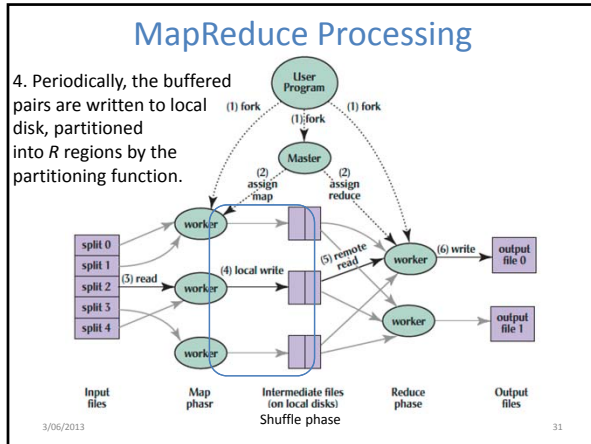 MapReduce Processing
4. Periodically, the buffered
pairs are written to local
disk, partitioned
into R regions by the
partitioning function.
User
Program
(1) fork
(1) fork
(1) fork
Master
(2)
assign
map
(2)
assign
reduce
worker
split 0
split 1
split 2
split 3
split 4
(3) read
worker
(4) local write
(5) remote
read
worker
(6) write
output
file 0
worker
output
file 1
worker
Input
files
Map
phasr
Intermediate files
(on local disks)
Reduce
phase
Output
files
Shuffle phase
3/06/2013
31